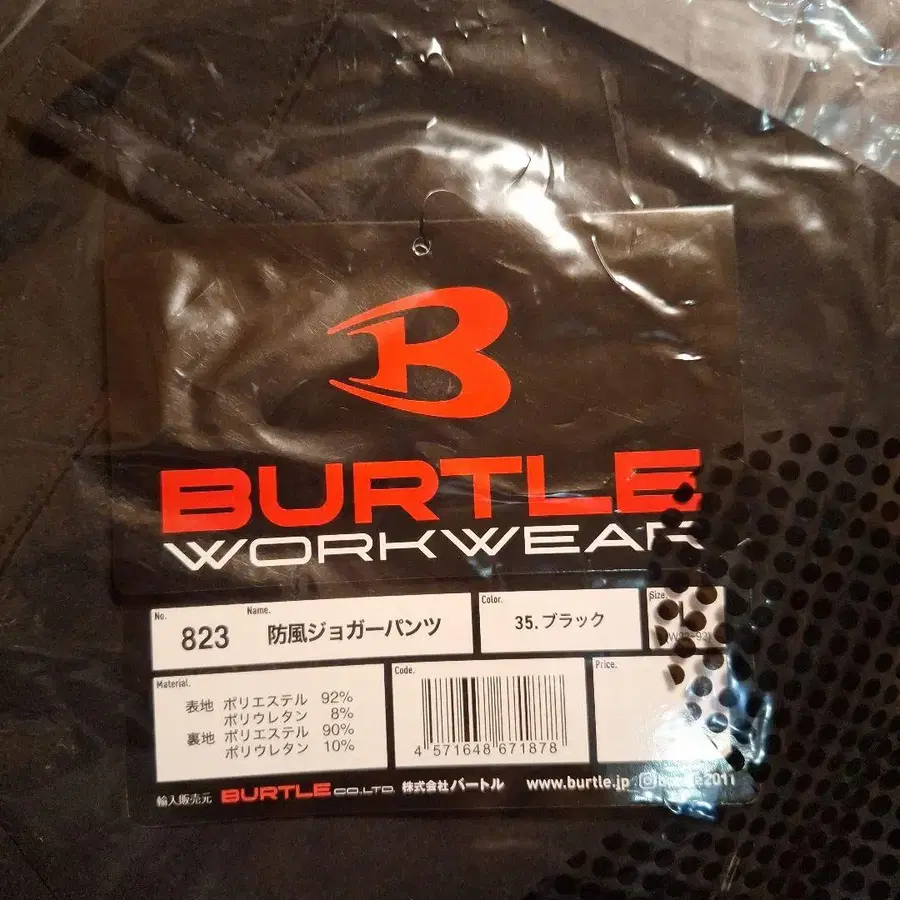 BURTLE
WORKWEAR
No. Name. Color. Size.
823 防風ジョガーパンツ 35.ブラック L
Material. Code. Price.
表地 ポリエステル 92%
ポリウレタン 8%
裏地 ポリエステル 90%
ポリウレタン 10%
4 571648 671878
輸入販売元 BURTLE CO.,LTD. 株式会社バートル www.burtle.jp